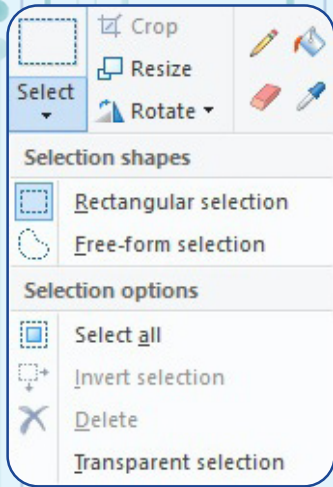 Crop
Resize
Select
Rotate
Selection shapes
Rectangular selection
Free-form selection
Selection options
Select all
Invert selection
Delete
Transparent selection